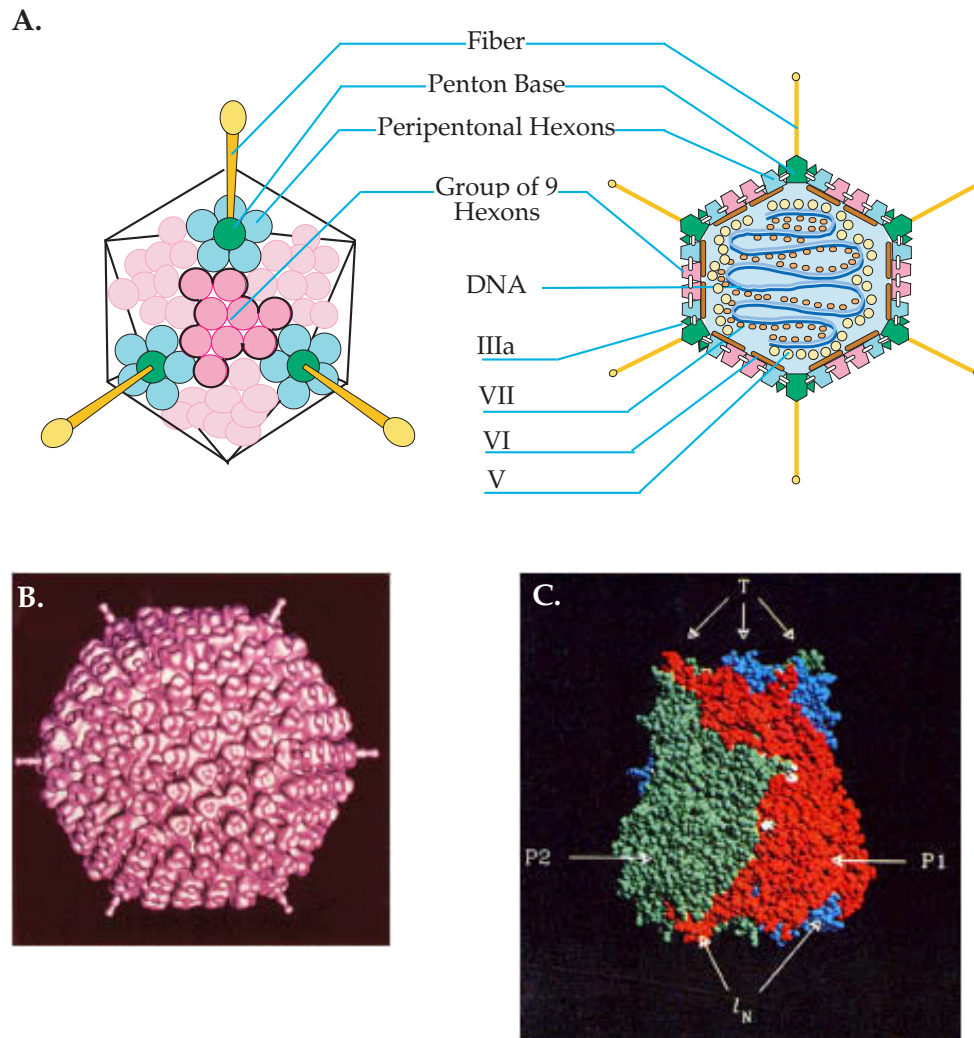 A.
Fiber
Penton Base
Peripentonal Hexons
Group of 9
Hexons
DNA
IIIa
VII
VI
V
B.
C.
T
P2
P1
lN